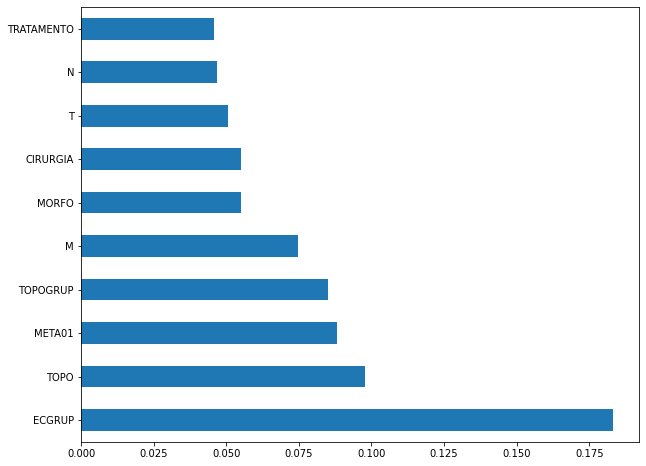 TRATAMENTO
N
T
CIRURGIA
MORFO
M
TOPOGRUP
META01
TOPO
ECGRUP
0.000 0.025 0.050 0.075 0.100 0.125 0.150 0.175